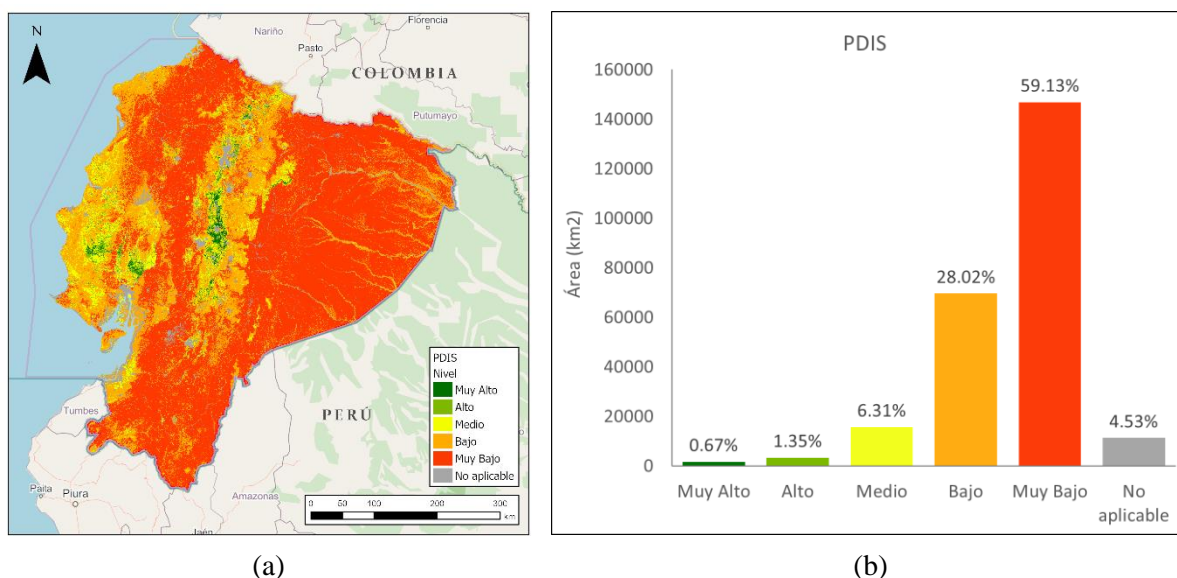 N
Nariño
Florencia
Pasto
COLOMBIA
Putumayo
Tumbes
PERÚ
Paita
Piura
Amazonas
Jaén
PDIS
Nivel
Muy Alto
Alto
Medio
Bajo
Muy Bajo
No aplicable
0 50 100 200 300
km
(a)
PDIS
Área (km2)
160000
140000
120000
100000
80000
60000
40000
20000
0
0.67%
1.35%
6.31%
28.02%
59.13%
4.53%
Muy Alto
Alto
Medio
Bajo
Muy Bajo
No
aplicable
(b)